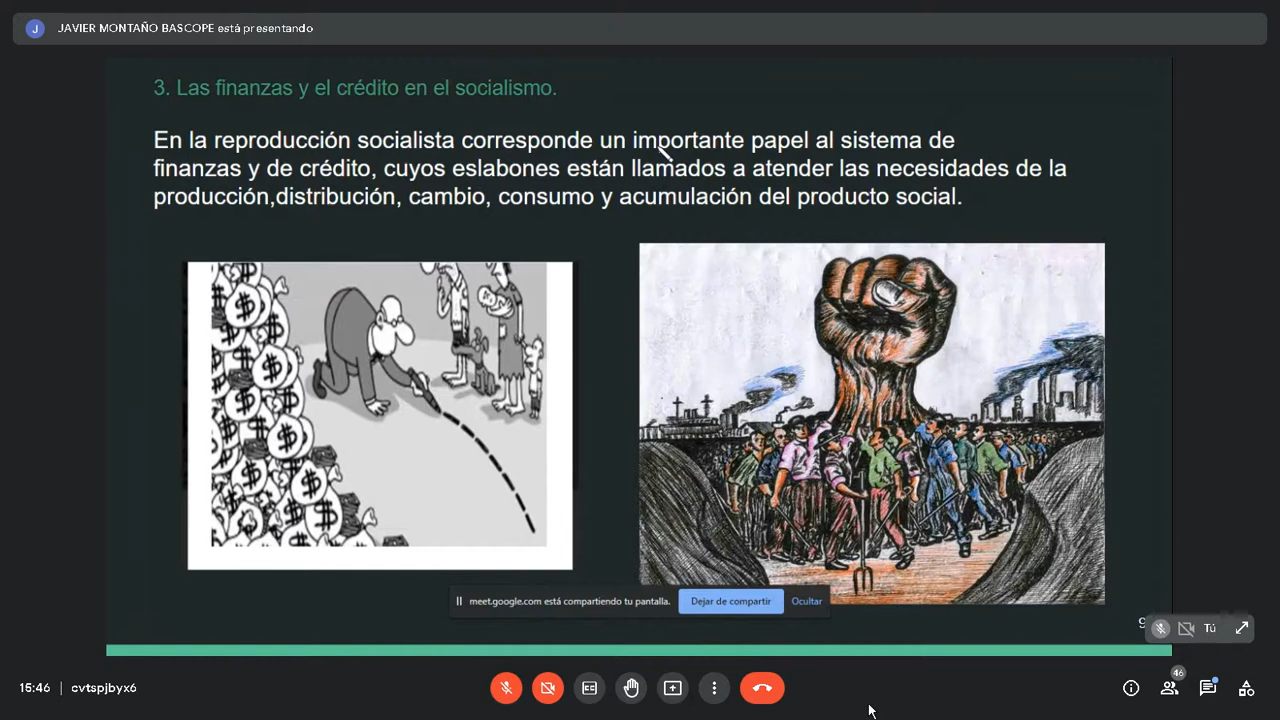 J JAVIER MONTAÑO BASCOPE está presentando
3. Las finanzas y el crédito en el socialismo.
En la reproducción socialista corresponde un importante papel al sistema de
finanzas y de crédito, cuyos eslabones están llamados a atender las necesidades de la
producción,distribución, cambio, consumo y acumulación del producto social.
$ $ $ $ $ $ $ $ $ $ $
meet.google.com está compartiendo tu pantalla. Dejar de compartir Ocultar
9
Tú
15:46 | cvtspjbyx6
46